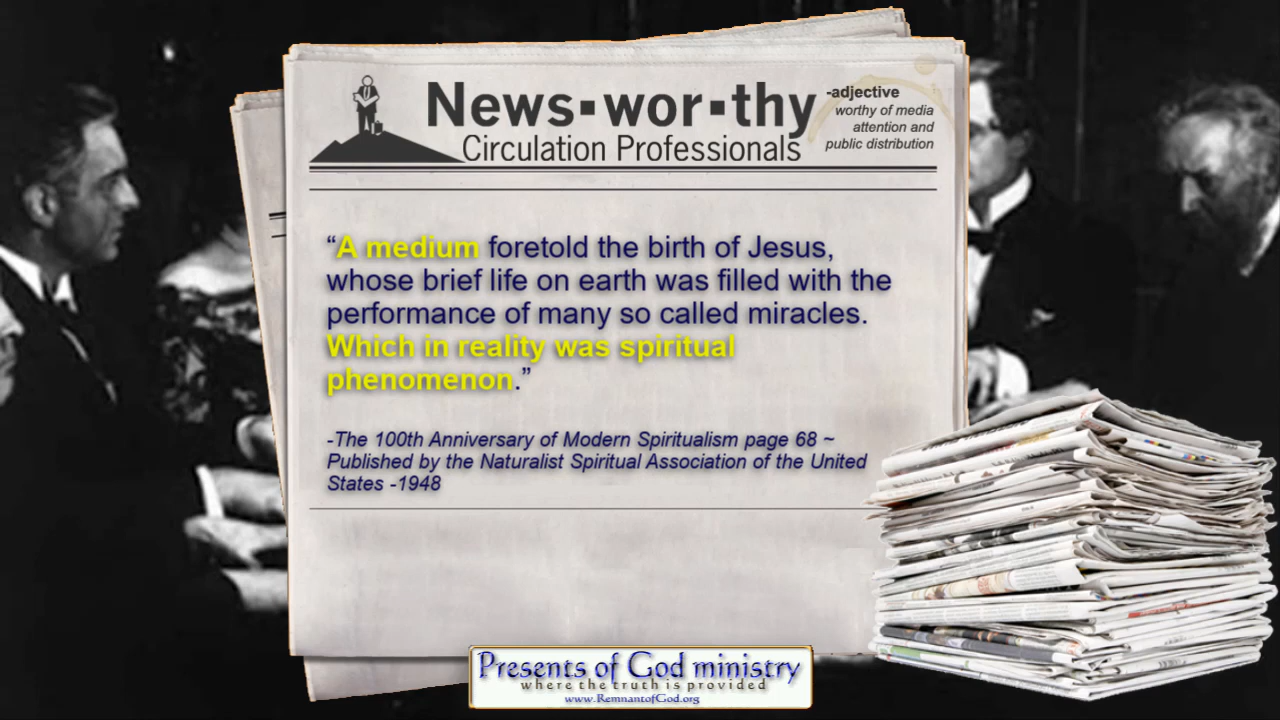 News▪wor▪thy
Circulation Professionals
-adjective
worthy of media
attention and
public distribution
“A medium foretold the birth of Jesus,
whose brief life on earth was filled with the
performance of many so called miracles.
Which in reality was spiritual
phenomenon.”
-The 100th Anniversary of Modern Spiritualism page 68 ~
Published by the Naturalist Spiritual Association of the United
States -1948
Presents of God ministry
where the truth is provided
www.RemnantofGod.org